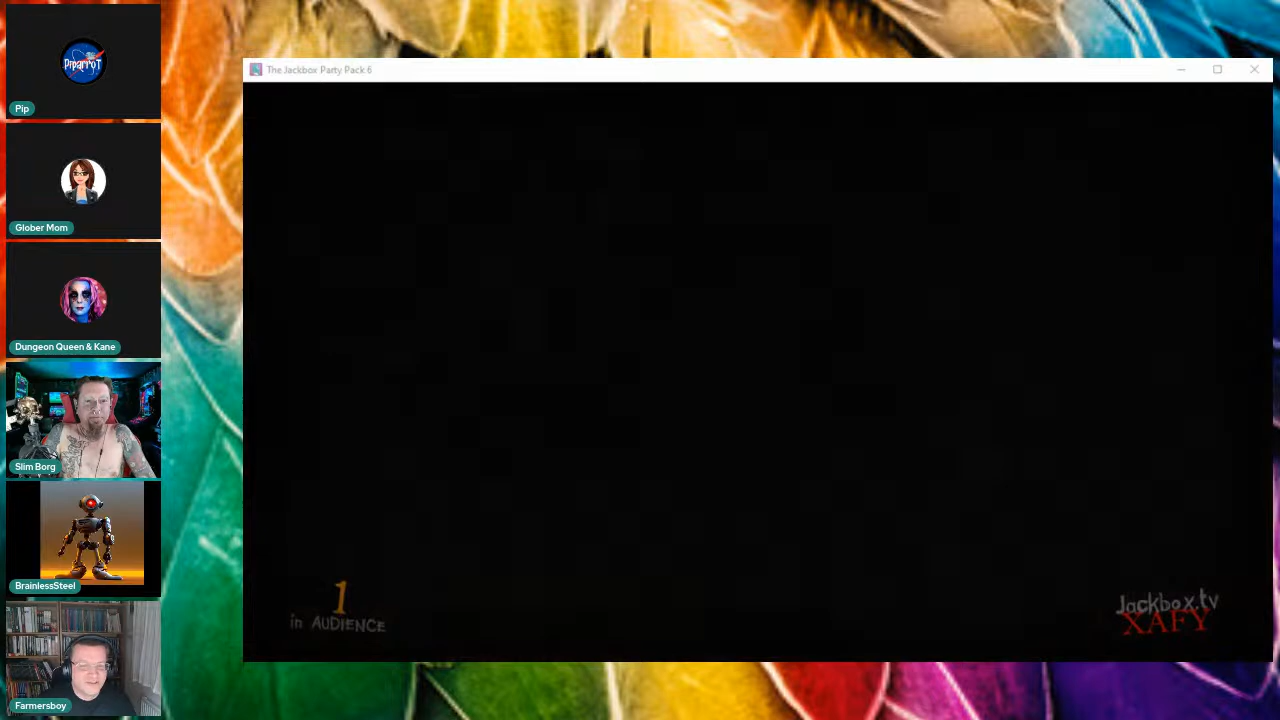 Piparrot
Pip
Glober Mom
Dungeon Queen & Kane
Slim Borg
BrainlessSteel
Farmersboy
The Jackbox Party Pack 6
1
in AUDIENCE
Jackbox.tv
XAFY